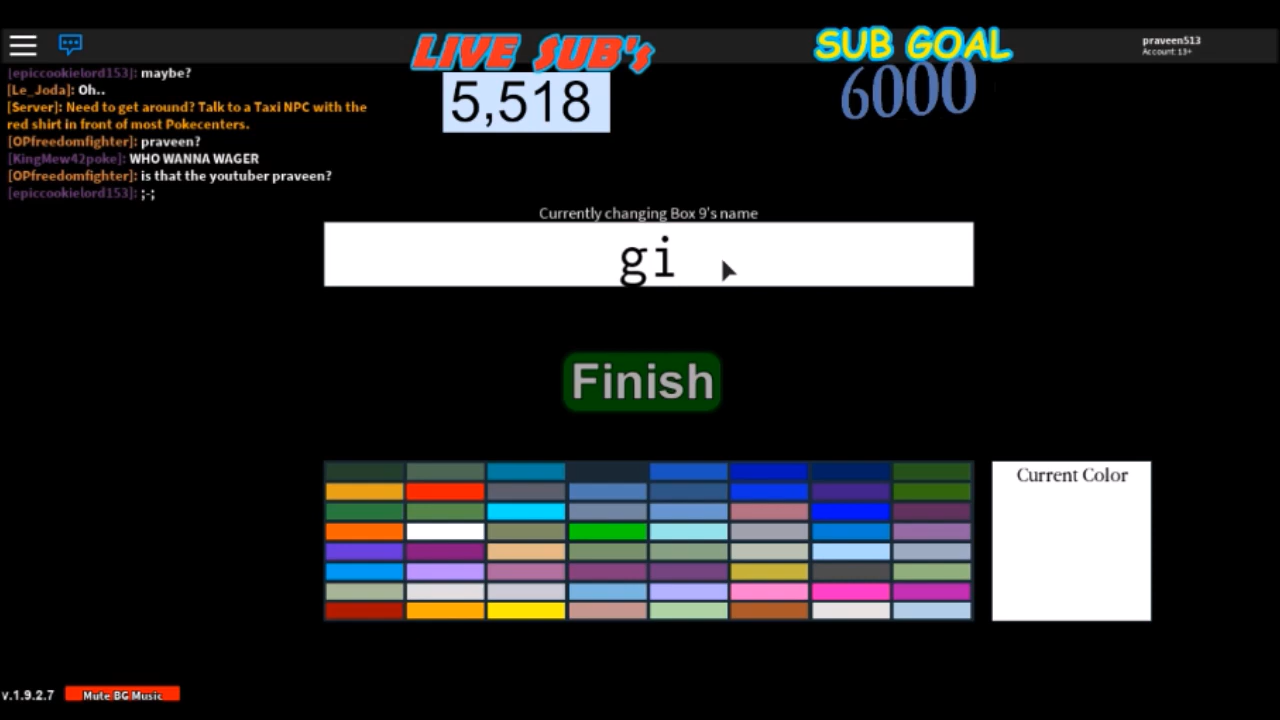 LIVE SUB's
SUB GOAL
5,518
6000
praveen513
Account: 13+
[epiccookielord153]: maybe?
[Le_Joda]: Oh..
[Server]: Need to get around? Talk to a Taxi NPC with the
red shirt in front of most Pokecenters.
[OPfreedomfighter]: praveen?
[KingMew42poke]: WHO WANNA WAGER
[OPfreedomfighter]: is that the youtuber praveen?
[epiccookielord153]: ;-;
Currently changing Box 9's name
gi
Finish
Current Color
v.1.9.2.7
Mute BG Music